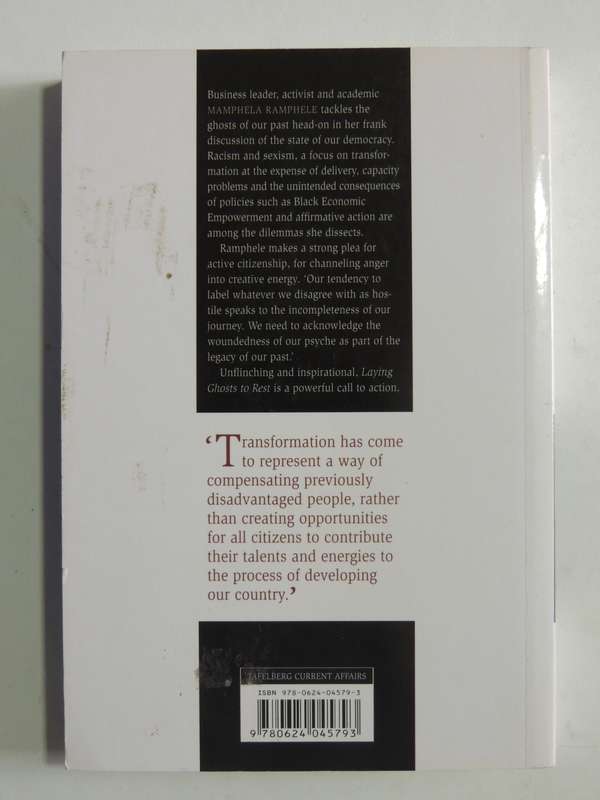 Business leader, activist and academic
MAMPHELA RAMPHELE tackles the
ghosts of our past head-on in her frank
discussion of the state of our democracy.
Racism and sexism, a focus on transfor-
mation at the expense of delivery, capacity
problems and the unintended consequences
of policies such as Black Economic
Empowerment and affirmative action are
among the dilemmas she dissects.
Ramphele makes a strong plea for
active citizenship, for channeling anger
into creative energy. ‘Our tendency to
label whatever we disagree with as hos-
tile speaks to the incompleteness of our
journey. We need to acknowledge the
woundedness of our psyche as part of the
legacy of our past.’
Unflinching and inspirational, Laying
Ghosts to Rest is a powerful call to action.
‘Transformation has come
to represent a way of
compensating previously
disadvantaged people, rather
than creating opportunities
for all citizens to contribute
their talents and energies to
the process of developing
our country.’
TAFELBERG CURRENT AFFAIRS
ISBN 978-0-624-04579-3
9 780624 045793